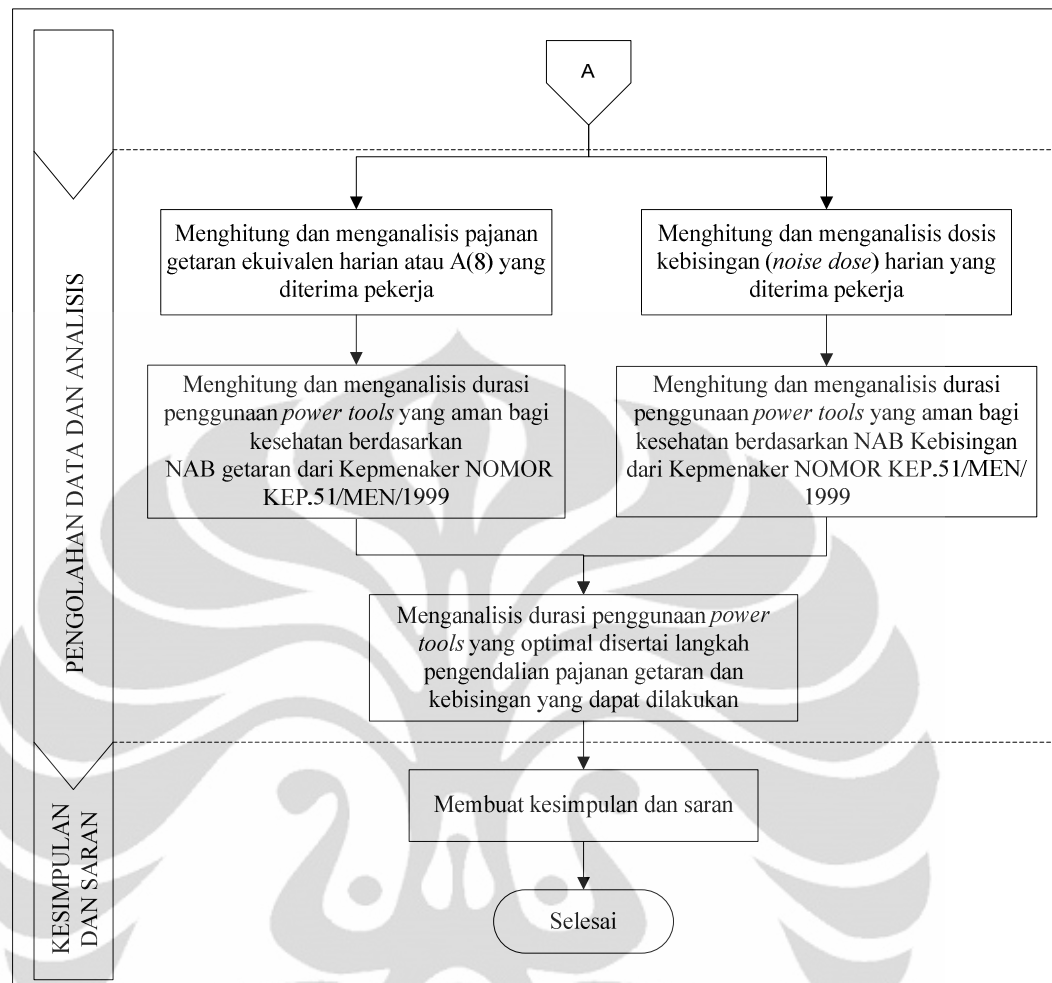 A
PENGOLAHAN DATA DAN ANALISIS
Menghitung dan menganalisis pajanan
getaran ekuivalen harian atau A(8) yang
diterima pekerja
Menghitung dan menganalisis dosis
kebisingan (noise dose) harian yang
diterima pekerja
Menghitung dan menganalisis durasi
penggunaan power tools yang aman bagi
kesehatan berdasarkan
NAB getaran dari Kepmenaker NOMOR
KEP.51/MEN/1999
Menghitung dan menganalisis durasi
penggunaan power tools yang aman bagi
kesehatan berdasarkan NAB Kebisingan
dari Kepmenaker NOMOR KEP.51/MEN/
1999
Menganalisis durasi penggunaan power
tools yang optimal disertai langkah
pengendalian pajanan getaran dan
kebisingan yang dapat dilakukan
KESIMPULAN
DAN SARAN
Membuat kesimpulan dan saran
Selesai